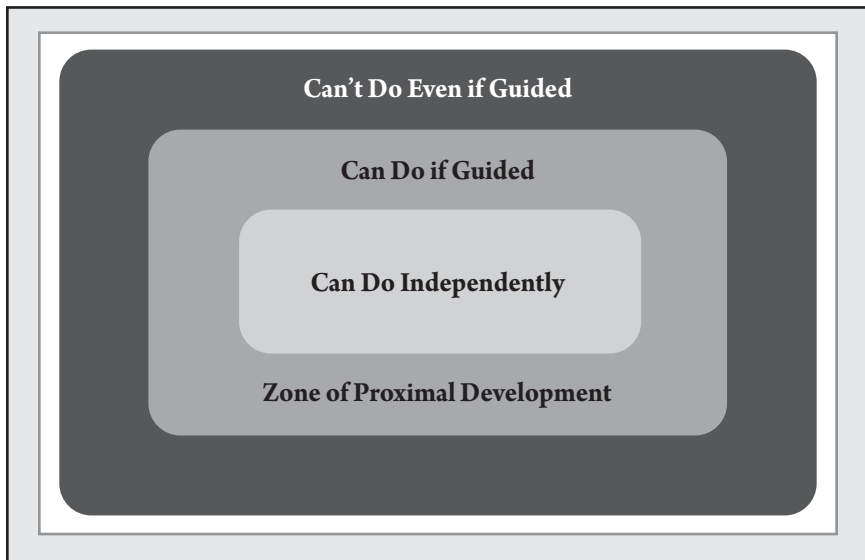 Can’t Do Even if Guided
Can Do if Guided
Can Do Independently
Zone of Proximal Development